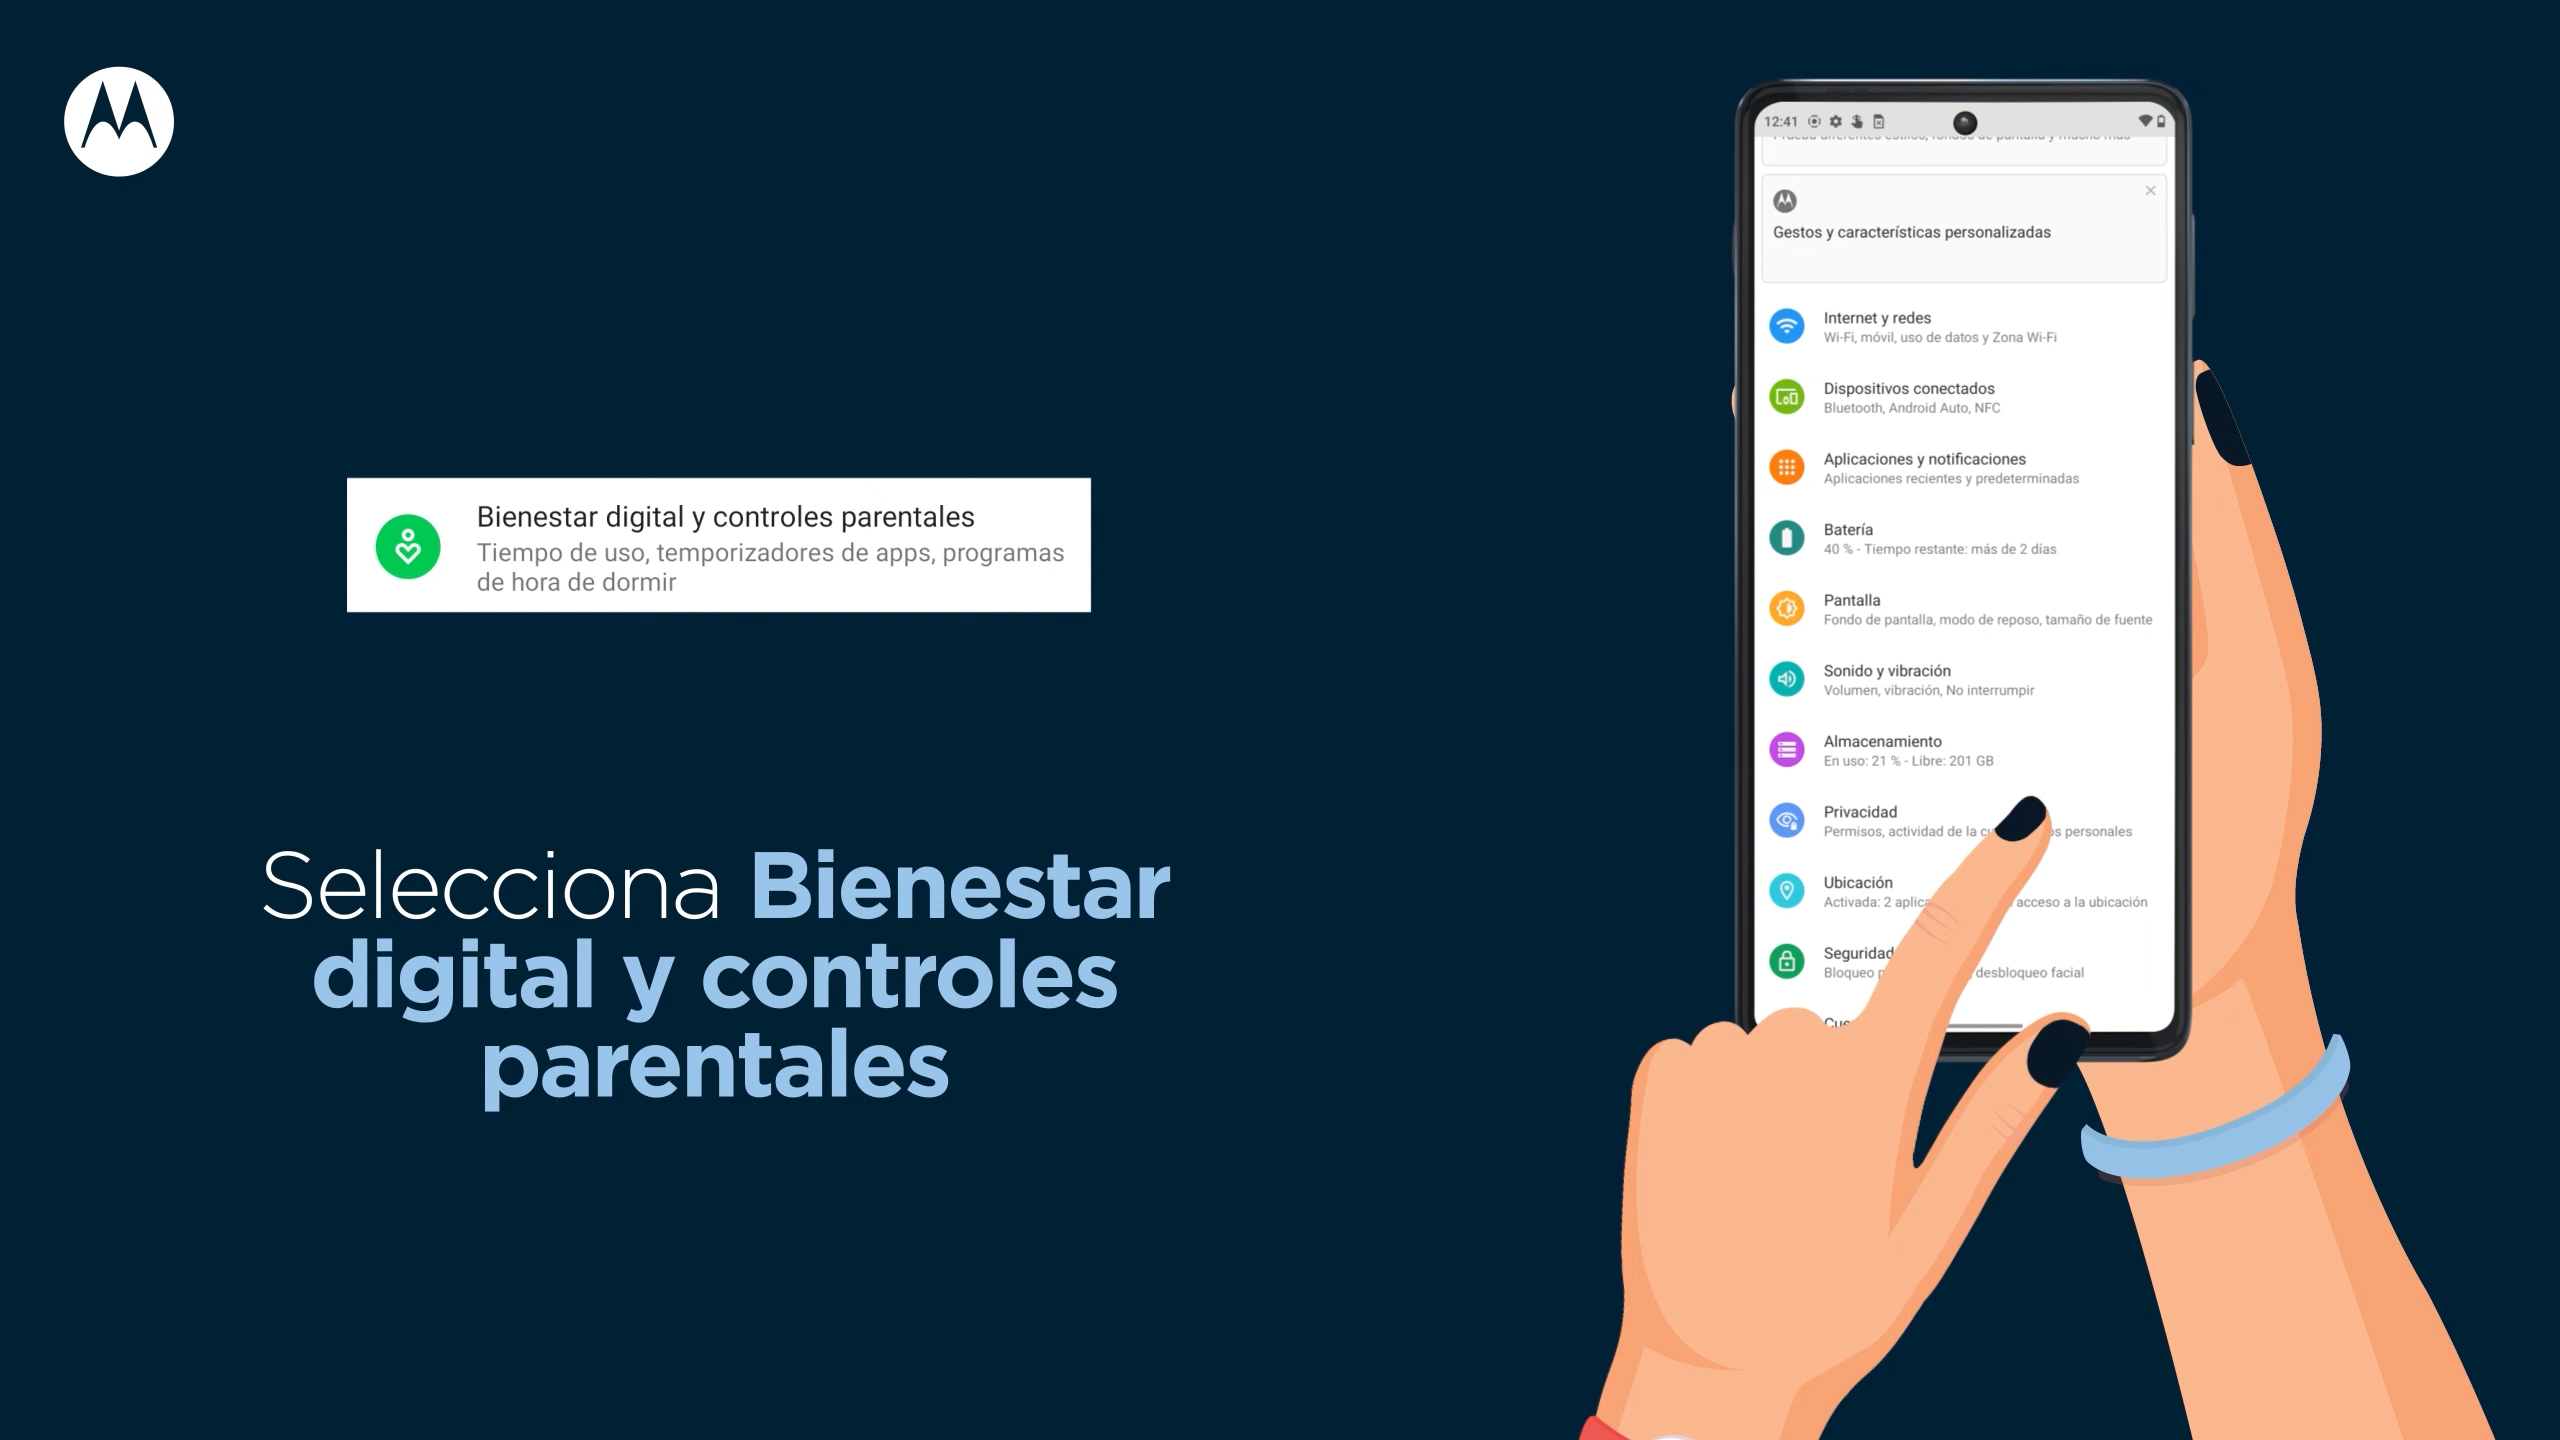 Bienestar digital y controles parentales
Tiempo de uso, temporizadores de apps, programas
de hora de dormir
Selecciona Bienestar
digital y controles
parentales
12:41
Gestos y características personalizadas
Internet y redes
Wi-Fi, móvil, uso de datos y Zona Wi-Fi
Dispositivos conectados
Bluetooth, Android Auto, NFC
Aplicaciones y notificaciones
Aplicaciones recientes y predeterminadas
Batería
40 % - Tiempo restante: más de 2 días
Pantalla
Fondo de pantalla, modo de reposo, tamaño de fuente
Sonido y vibración
Volumen, vibración, No interrumpir
Almacenamiento
En uso: 21 % - Libre: 201 GB
Privacidad
Permisos, actividad de la personales
Ubicación
Activada: 2 acceso a la ubicación
Seguridad
Bloqueo desbloqueo facial